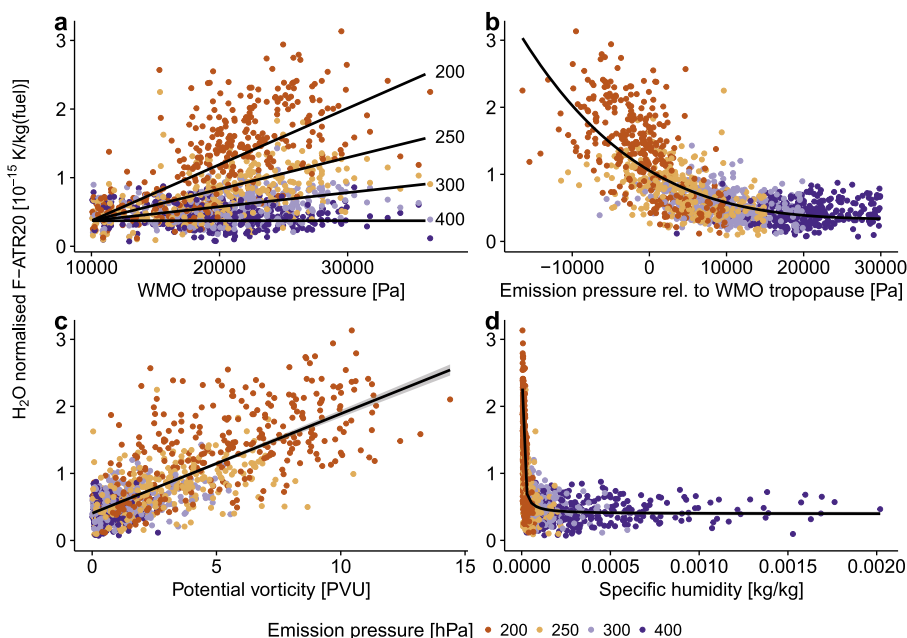 H₂O normalised F−ATR20 [10⁻¹⁵ K/kg(fuel)]
a
3
2
1
0
200
250
300
400
10000 20000 30000
WMO tropopause pressure [Pa]
b
3
2
1
0
−10000 0 10000 20000 30000
Emission pressure rel. to WMO tropopause [Pa]
c
3
2
1
0
0 5 10 15
Potential vorticity [PVU]
d
3
2
1
0
0.0000 0.0005 0.0010 0.0015 0.0020
Specific humidity [kg/kg]
Emission pressure [hPa] 200 250 300 400